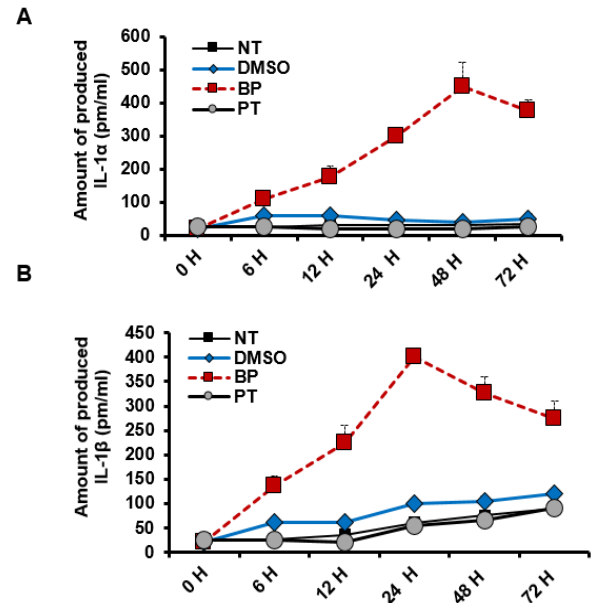 A
Amount of produced
IL-1α (pm/ml)
600
500
400
300
200
100
0
NT
DMSO
BP
PT
0 H
6 H
12 H
24 H
48 H
72 H
B
Amount of produced
IL-1β (pm/ml)
450
400
350
300
250
200
150
100
50
0
NT
DMSO
BP
PT
0 H
6 H
12 H
24 H
48 H
72 H